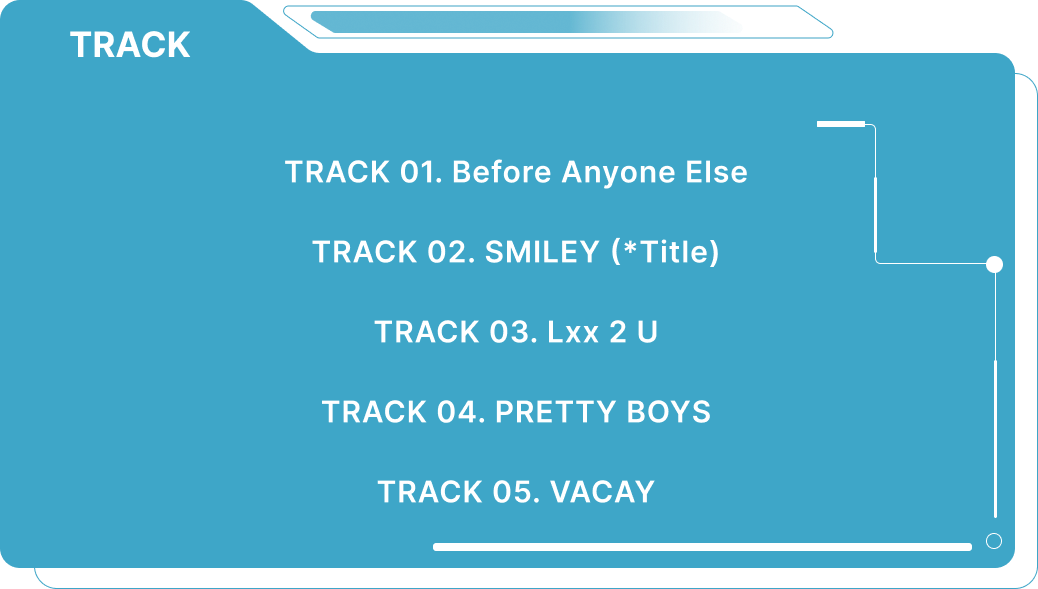 TRACK
TRACK 01. Before Anyone Else
TRACK 02. SMILEY (*Title)
TRACK 03. Lxx 2 U
TRACK 04. PRETTY BOYS
TRACK 05. VACAY